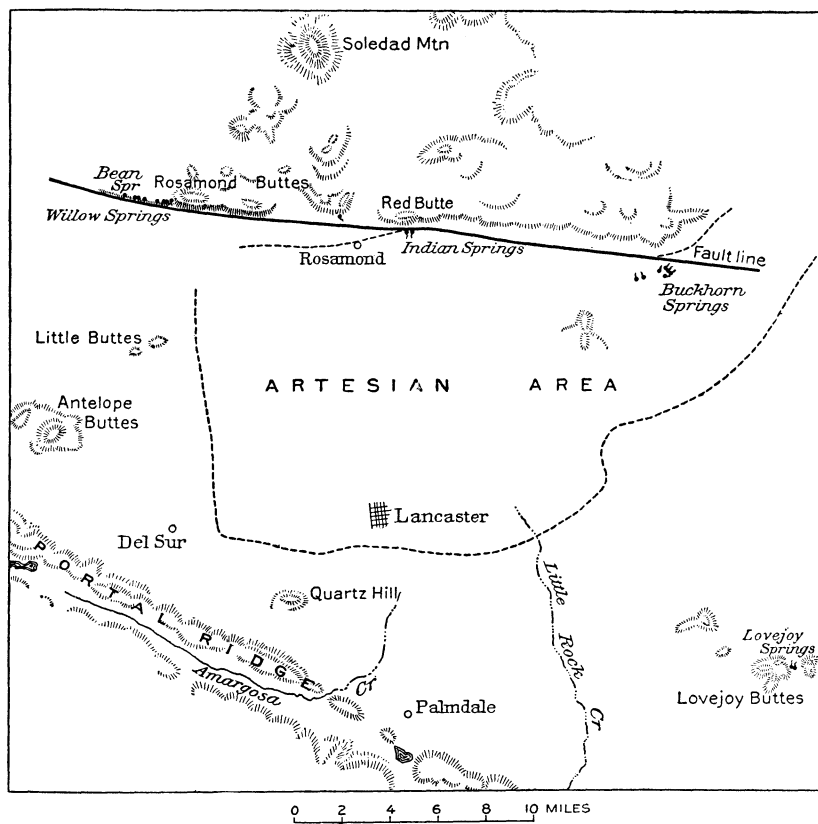 Soledad Mtn
Bean
Spr
Rosamond Buttes
Willow Springs
Red Butte
Rosamond
Indian Springs
Fault line
Buckhorn
Springs
Little Buttes
ARTESIAN AREA
Antelope
Buttes
Lancaster
Del Sur
PORTAL RIDGE
Quartz Hill
Little Rock Cr
Amargosa Cr
Palmdale
Lovejoy
Springs
Lovejoy Buttes
0 2 4 6 8 10 MILES